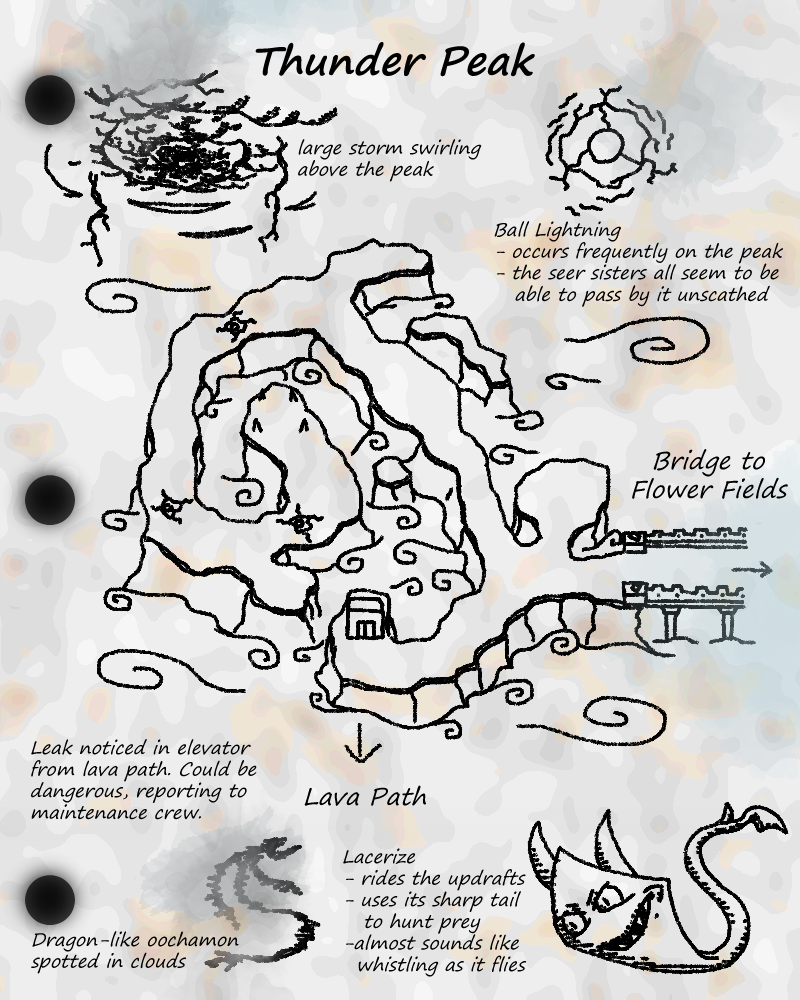 Thunder Peak
large storm swirling
above the peak
Ball Lightning
- occurs frequently on the peak
- the seer sisters all seem to be
able to pass by it unscathed
Bridge to
Flower Fields
Leak noticed in elevator
from lava path. Could be
dangerous, reporting to
maintenance crew.
Lava Path
Lacerize
- rides the updrafts
- uses its sharp tail
to hunt prey
-almost sounds like
whistling as it flies
Dragon-like oochamon
spotted in clouds